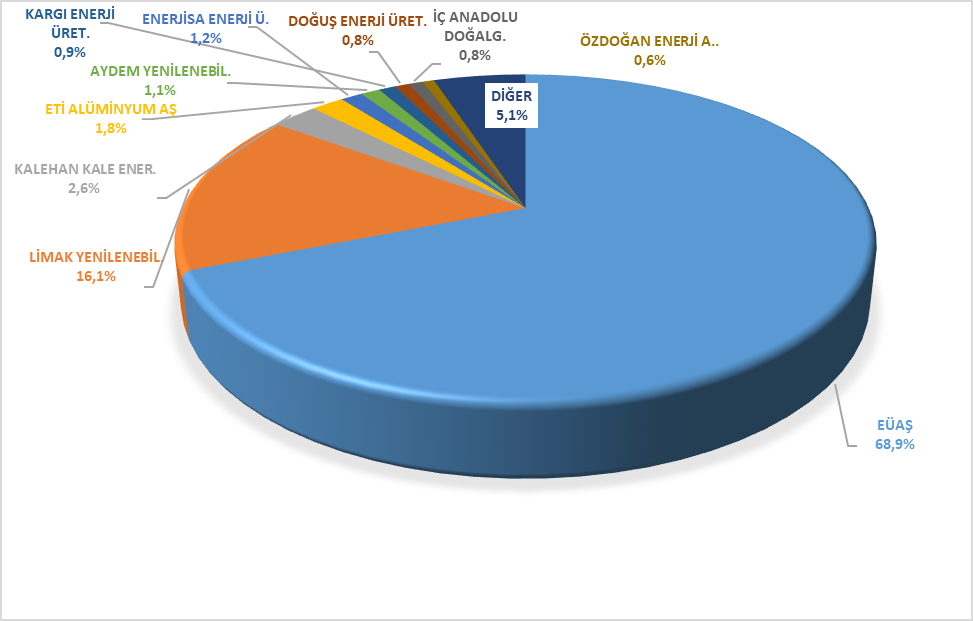 KARGI ENERJİ
ÜRET.
0,9%
ENERJİSA ENERJİ Ü.
1,2%
DOĞUŞ ENERJİ ÜRET.
0,8%
İÇ ANADOLU
DOĞALG.
0,8%
ÖZDOĞAN ENERJİ A..
0,6%
AYDEM YENİLENEBİL.
1,1%
DİĞER
5,1%
ETİ ALÜMİNYUM AŞ
1,8%
KALEHAN KALE ENER.
2,6%
LİMAK YENİLENEBİL.
16,1%
EÜAŞ
68,9%